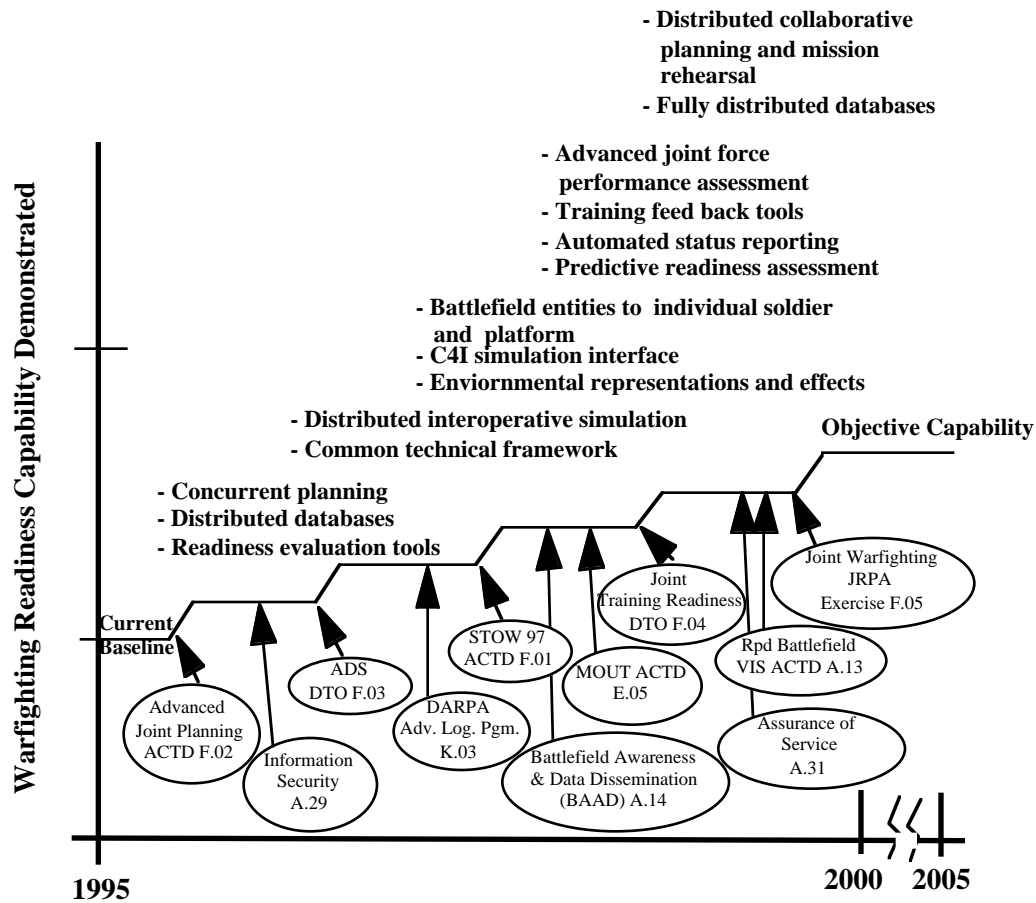 - Distributed collaborative
planning and mission
rehearsal
- Fully distributed databases
- Advanced joint force
performance assessment
- Training feed back tools
- Automated status reporting
- Predictive readiness assessment
- Battlefield entities to individual soldier
and platform
- C4I simulation interface
- Enviornmental representations and effects
- Distributed interoperative simulation
- Common technical framework
Objective Capability
- Concurrent planning
- Distributed databases
- Readiness evaluation tools
Warfighting Readiness Capability Demonstrated
Current
Baseline
Advanced
Joint Planning
ACTD F.02
Information
Security
A.29
ADS
DTO F.03
DARPA
Adv. Log. Pgm.
K.03
STOW 97
ACTD F.01
Battlefield Awareness
& Data Dissemination
(BAAD) A.14
MOUT ACTD
E.05
Joint
Training Readiness
DTO F.04
Rpd Battlefield
VIS ACTD A.13
Assurance of
Service
A.31
Joint Warfighting
JRPA
Exercise F.05
1995
2000
2005